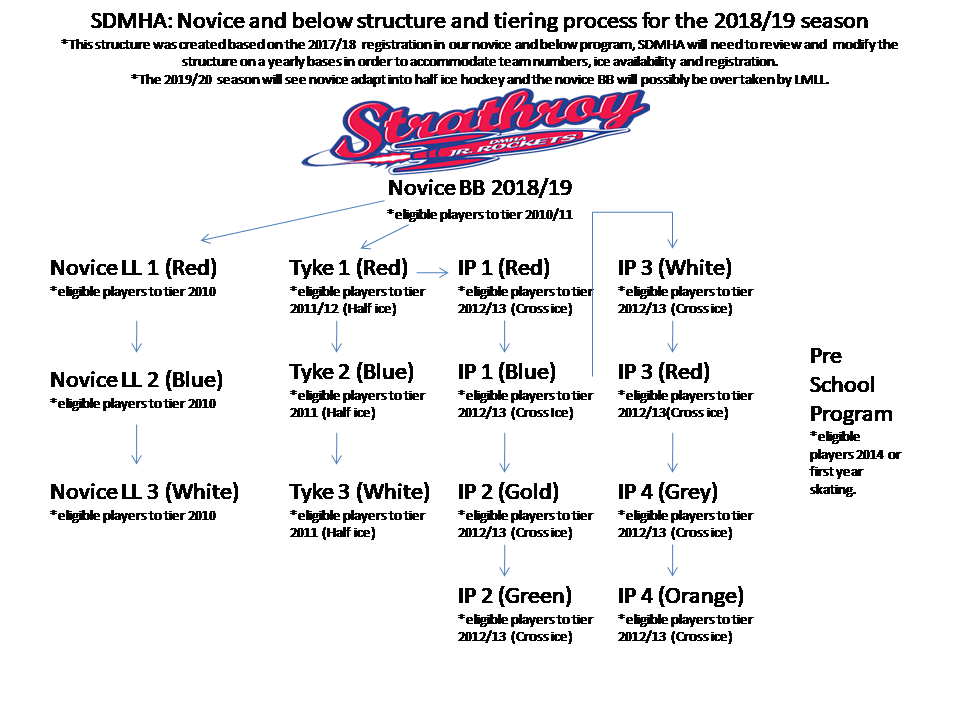 SDMHA: Novice and below structure and tiering process for the 2018/19 season
*This structure was created based on the 2017/18 registration in our novice and below program, SDMHA will need to review and modify the
structure on a yearly bases in order to accommodate team numbers, ice availability and registration.
*The 2019/20 season will see novice adapt into half ice hockey and the novice BB will possibly be over taken by LMLL.
Strathroy
DMHA
JR. ROCKETS
Novice BB 2018/19
*eligible players to tier 2010/11
Novice LL 1 (Red)
*eligible players to tier 2010
Tyke 1 (Red)
*eligible players to tier
2011/12 (Half ice)
IP 1 (Red)
*eligible players to tier
2012/13 (Cross ice)
IP 3 (White)
*eligible players to tier
2012/13 (Cross ice)
Novice LL 2 (Blue)
*eligible players to tier 2010
Tyke 2 (Blue)
*eligible players to tier
2011 (Half ice)
IP 1 (Blue)
*eligible players to tier
2012/13 (Cross Ice)
IP 3 (Red)
*eligible players to tier
2012/13(Cross ice)
Pre
School
Program
*eligible
players 2014 or
first year
skating.
Novice LL 3 (White)
*eligible players to tier 2010
Tyke 3 (White)
*eligible players to tier
2011 (Half ice)
IP 2 (Gold)
*eligible players to tier
2012/13 (Cross ice)
IP 4 (Grey)
*eligible players to tier
2012/13 (Cross ice)
IP 2 (Green)
*eligible players to tier
2012/13 (Cross ice)
IP 4 (Orange)
*eligible players to tier
2012/13 (Cross ice)